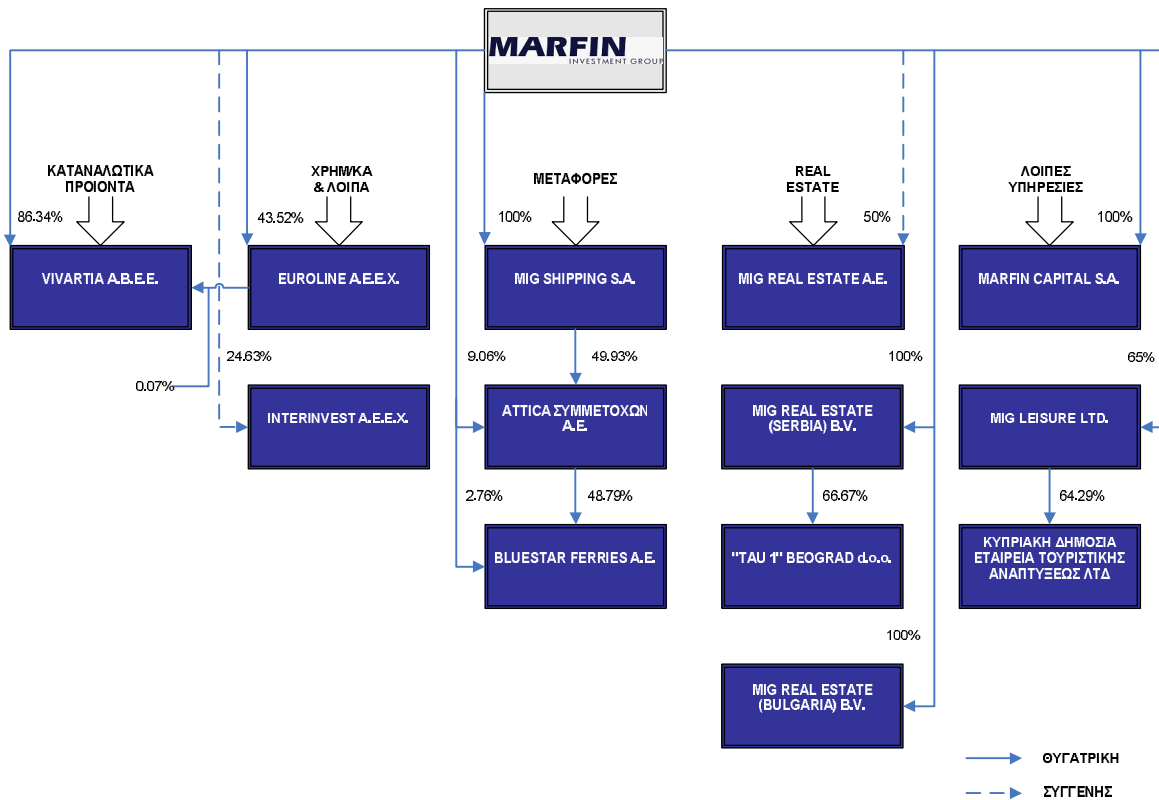 MARFIN
INVESTMENT GROUP
ΚΑΤΑΝΑΛΩΤΙΚΑ
ΠΡΟΙΟΝΤΑ
ΧΡΗΜ/ΚΑ
& ΛΟΙΠΑ
ΜΕΤΑΦΟΡΕΣ
REAL
ESTATE
ΛΟΙΠΕΣ
ΥΠΗΡΕΣΙΕΣ
86.34%
43.52%
100%
50%
100%
VIVARTIA A.B.E.E.
EUROLINE A.E.E.X.
MIG SHIPPING S.A.
MIG REAL ESTATE A.E.
MARFIN CAPITAL S.A.
24.63%
9.06%
49.93%
100%
65%
0.07%
INTERINVEST A.E.E.X.
ATTICA ΣΥΜΜΕΤΟΧΩΝ
Α.Ε.
MIG REAL ESTATE
(SERBIA) B.V.
MIG LEISURE LTD.
2.76%
48.79%
66.67%
64.29%
BLUESTAR FERRIES A.E.
"TAU 1" BEOGRAD d.o.o.
ΚΥΠΡΙΑΚΗ ΔΗΜΟΣΙΑ
ΕΤΑΙΡΕΙΑ ΤΟΥΡΙΣΤΙΚΗΣ
ΑΝΑΠΤΥΞΕΩΣ ΛΤΔ
100%
MIG REAL ESTATE
(BULGARIA) B.V.
ΘΥΓΑΤΡΙΚΗ
ΣΥΓΓΕΝΗΣ